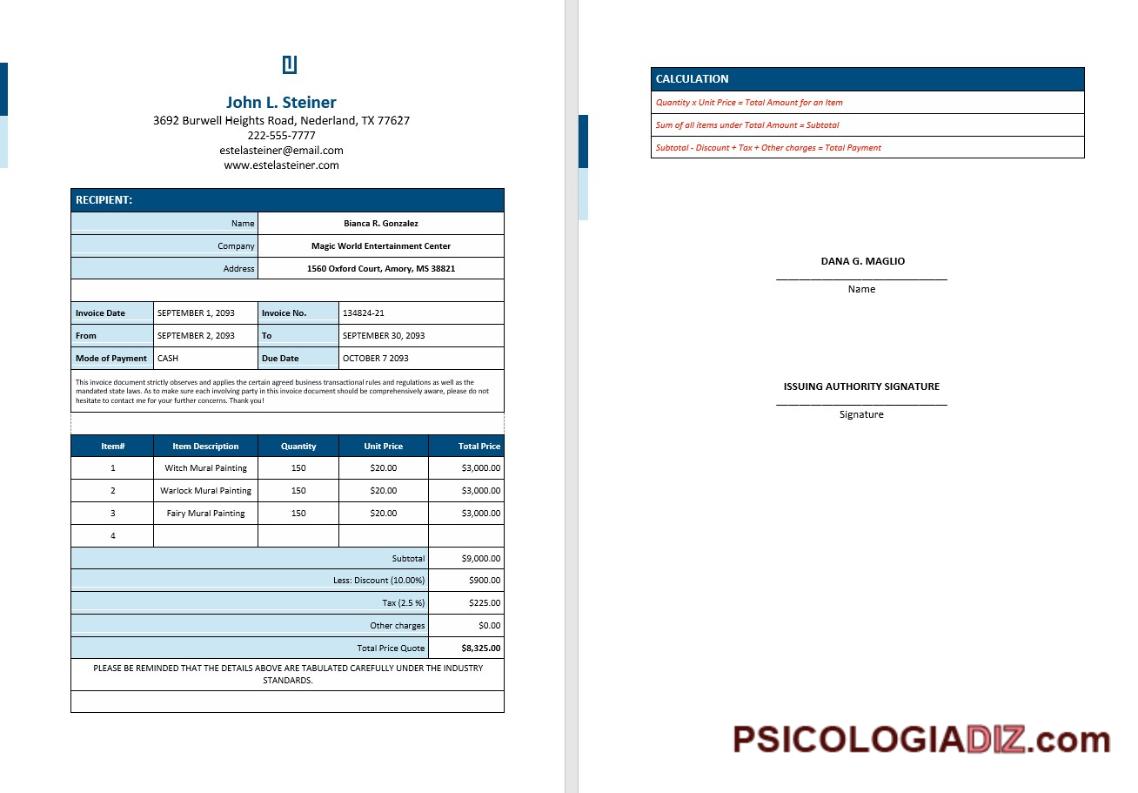 John L. Steiner
3692 Burwell Heights Road, Nederland, TX 77627
222-555-7777
estelasteiner@email.com
www.estelasteiner.com
RECIPIENT:
Name Bianca R. Gonzalez
Company Magic World Entertainment Center
Address 1560 Oxford Court, Amory, MS 38821
Invoice Date SEPTEMBER 1, 2093 Invoice No. 134824-21
From SEPTEMBER 2, 2093 To SEPTEMBER 30, 2093
Mode of Payment CASH Due Date OCTOBER 7 2093
This invoice document strictly observes and applies the certain agreed business transactional rules and regulations as well as the
mandated state laws. As to make sure each involving party in this invoice document should be comprehensively aware, please do not
hesitate to contact me for your further concerns. Thank you!
Item# Item Description Quantity Unit Price Total Price
1 Witch Mural Painting 150 $20.00 $3,000.00
2 Warlock Mural Painting 150 $20.00 $3,000.00
3 Fairy Mural Painting 150 $20.00 $3,000.00
4
Subtotal $9,000.00
Less: Discount (10.00%) $900.00
Tax (2.5 %) $225.00
Other charges $0.00
Total Price Quote $8,325.00
PLEASE BE REMINDED THAT THE DETAILS ABOVE ARE TABULATED CAREFULLY UNDER THE INDUSTRY
STANDARDS.
CALCULATION
Quantity x Unit Price = Total Amount for an Item
Sum of all items under Total Amount = Subtotal
Subtotal - Discount + Tax + Other charges = Total Payment
DANA G. MAGLIO
Name
ISSUING AUTHORITY SIGNATURE
Signature
PSICOLOGIADIZ.com